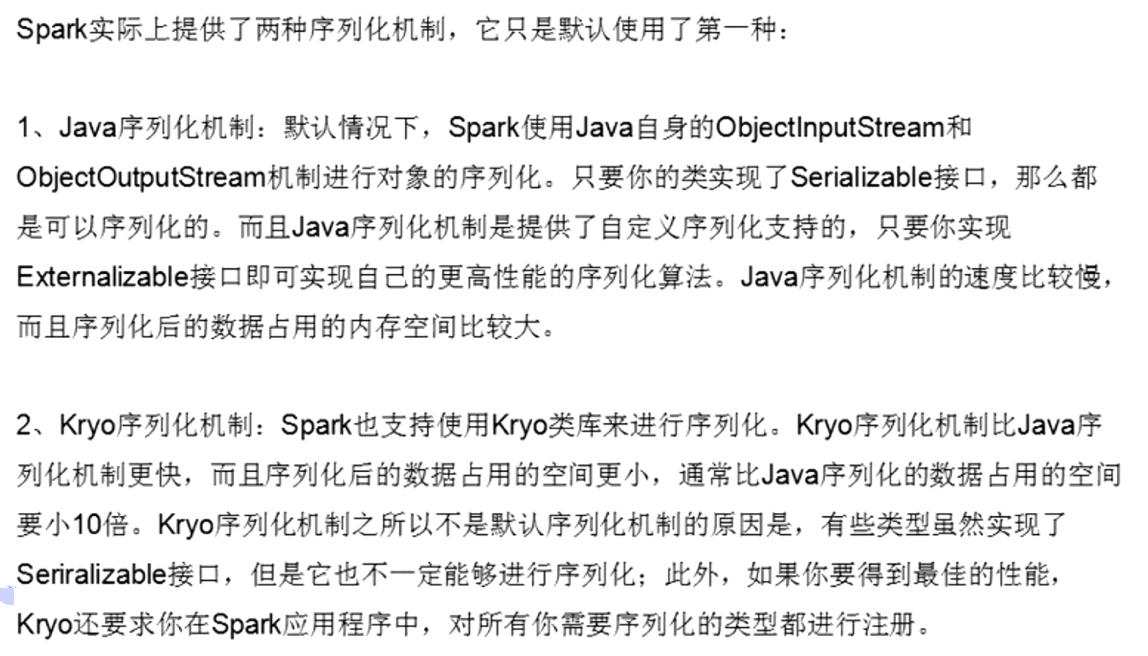 Spark实际上提供了两种序列化机制，它只是默认使用了第一种：
1、Java序列化机制：默认情况下，Spark使用Java自身的ObjectInputStream和
ObjectOutputStream机制进行对象的序列化。只要你的类实现了Serializable接口，那么都
是可以序列化的。而且Java序列化机制是提供了自定义序列化支持的，只要你实现
Externalizable接口即可实现自己的更高性能的序列化算法。Java序列化机制的速度比较慢，
而且序列化后的数据占用的内存空间比较大。
2、Kryo序列化机制：Spark也支持使用Kryo类库来进行序列化。Kryo序列化机制比Java序
列化机制更快，而且序列化后的数据占用的空间更小，通常比Java序列化的数据占用的空间
要小10倍。Kryo序列化机制之所以不是默认序列化机制的原因是，有些类型虽然实现了
Seriralizable接口，但是它也不一定能够进行序列化；此外，如果你要得到最佳的性能，
Kryo还要求你在Spark应用程序中，对所有你需要序列化的类型都进行注册。